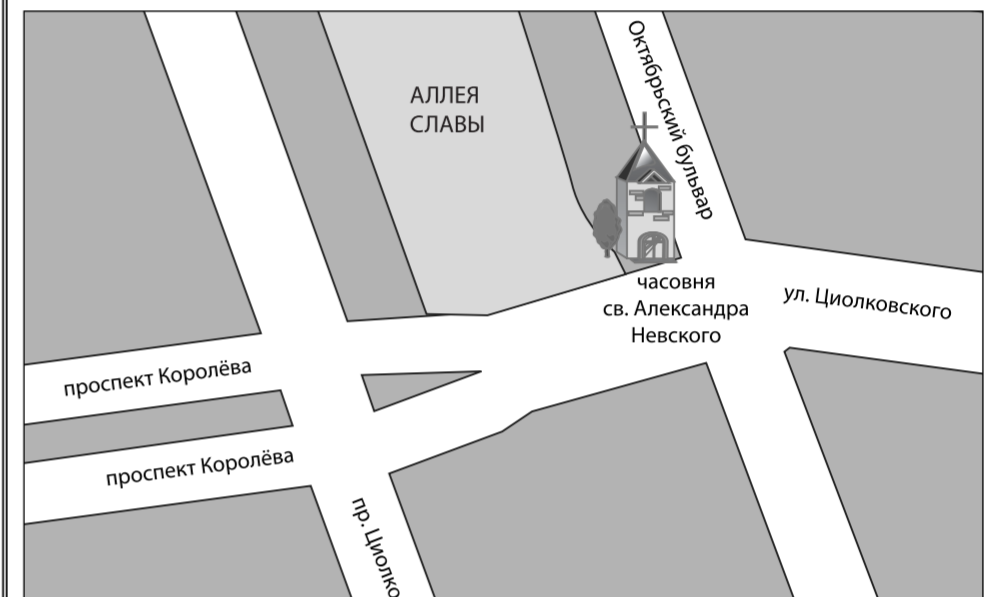 Октябрьский бульвар
АЛЛЕЯ
СЛАВЫ
часовня
св. Александра
Невского
ул. Циолковского
проспект Королёва
проспект Королёва
пр. Циолко